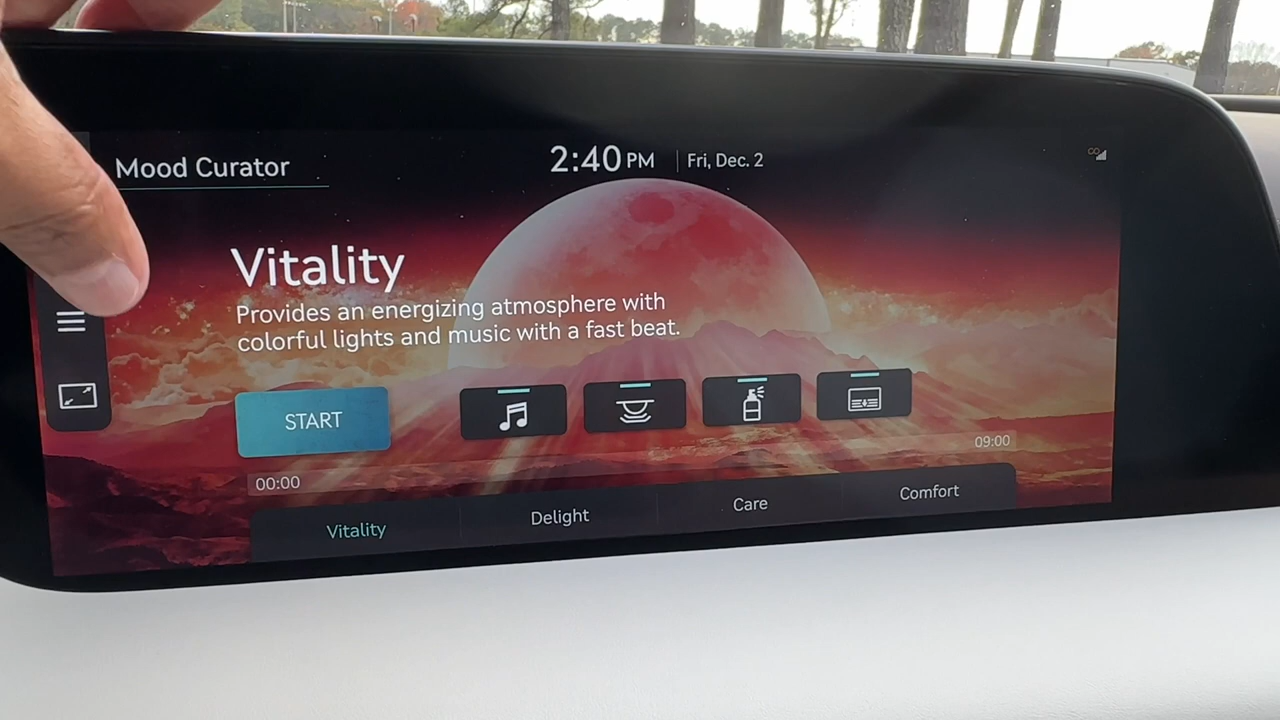 Mood Curator
2:40 PM Fri, Dec. 2
Vitality
Provides an energizing atmosphere with
colorful lights and music with a fast beat.
START
00:00
09:00
Vitality
Delight
Care
Comfort